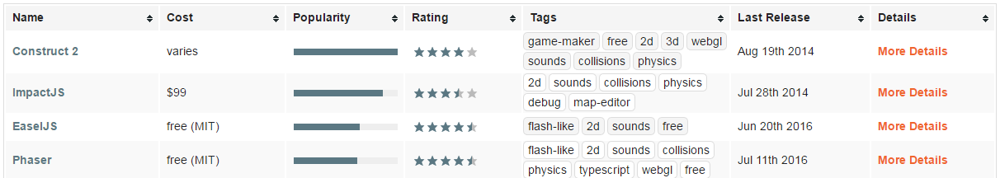 Name Cost Popularity Rating Tags Last Release Details
game-maker free 2d 3d webgl
Construct 2 varies Aug 19th 2014 More Details
sounds collisions physics
2d sounds collisions physics
ImpactJS $99 Jul 28th 2014 More Details
debug map-editor
EaselJS free (MIT) flash-like 2d sounds free Jun 20th 2016 More Details
flash-like 2d sounds collisions
Phaser free (MIT) Jul 11th 2016 More Details
physics typescript webgl free